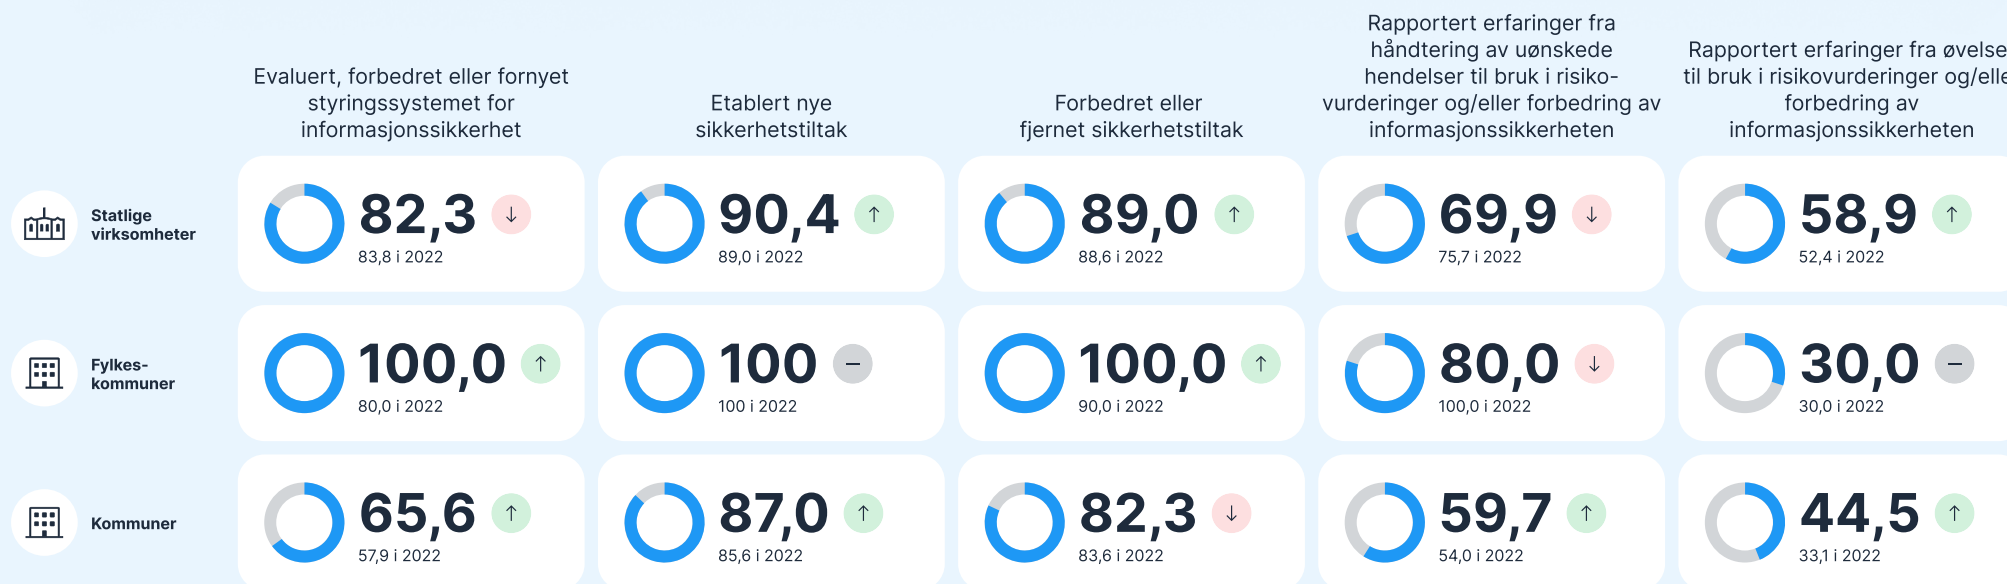 Evaluert, forbedret eller fornyet
styringssystemet for
informasjonssikkerhet
Etablert nye
sikkerhetstiltak
Forbedret eller
fjernet sikkerhetstiltak
Rapportert erfaringer fra
håndtering av uønskede
hendelser til bruk i risiko-
vurderinger og/eller forbedring av
informasjonssikkerheten
Rapportert erfaringer fra øvelse
til bruk i risikovurderinger og/elle
forbedring av
informasjonssikkerheten
Statlige
virksomheter
82,3 ↓
83,8 i 2022
90,4 ↑
89,0 i 2022
89,0 ↑
88,6 i 2022
69,9 ↓
75,7 i 2022
58,9 ↑
52,4 i 2022
Fylkes-
kommuner
100,0 ↑
80,0 i 2022
100 –
100 i 2022
100,0 ↑
90,0 i 2022
80,0 ↓
100,0 i 2022
30,0 –
30,0 i 2022
Kommuner
65,6 ↑
57,9 i 2022
87,0 ↑
85,6 i 2022
82,3 ↓
83,6 i 2022
59,7 ↑
54,0 i 2022
44,5 ↑
33,1 i 2022